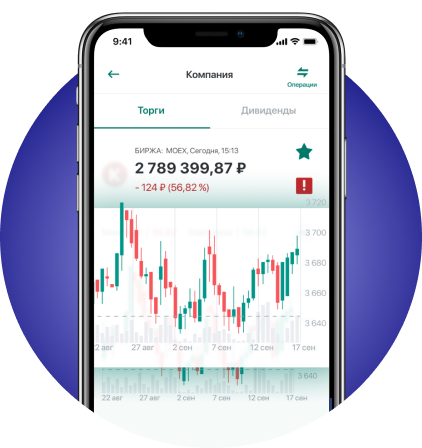 9:41
Компания
Операции
Торги
Дивиденды
БИРЖА: MOEX, Сегодня, 15:13
2 789 399,87 ₽
- 124 ₽ (56,82 %)
!
3 720
3 700
3 680
3 660
3 640
2 авг 27 авг 2 сен 7 сен 12 сен 17 сен
3 640
22 авг 27 авг 2 сен 7 сен 12 сен 17 сен